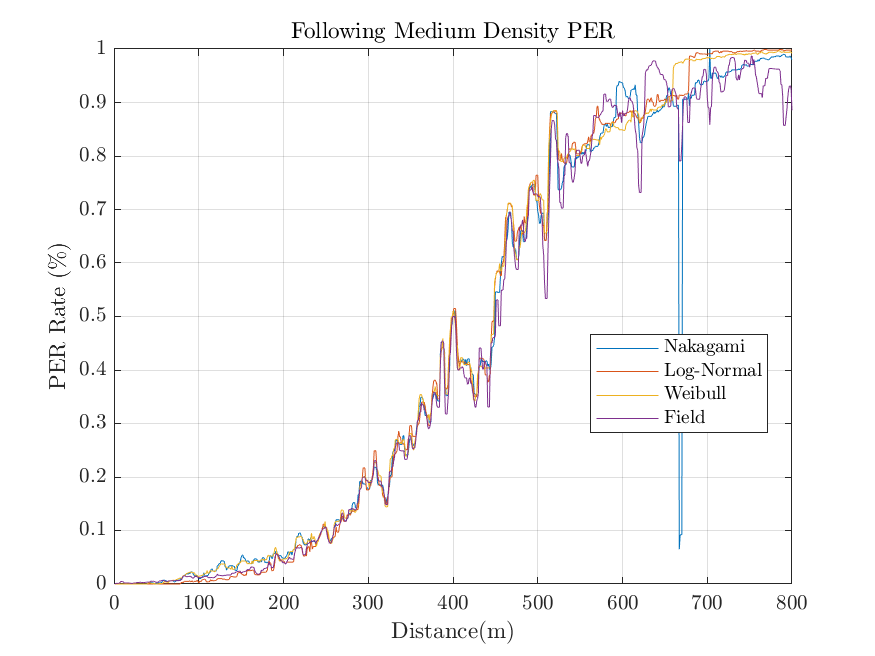 Following Medium Density PER
1
0.9
0.8
0.7
0.6
0.5
0.4
0.3
0.2
0.1
0
PER Rate (%)
Nakagami
Log-Normal
Weibull
Field
0 100 200 300 400 500 600 700 800
Distance(m)